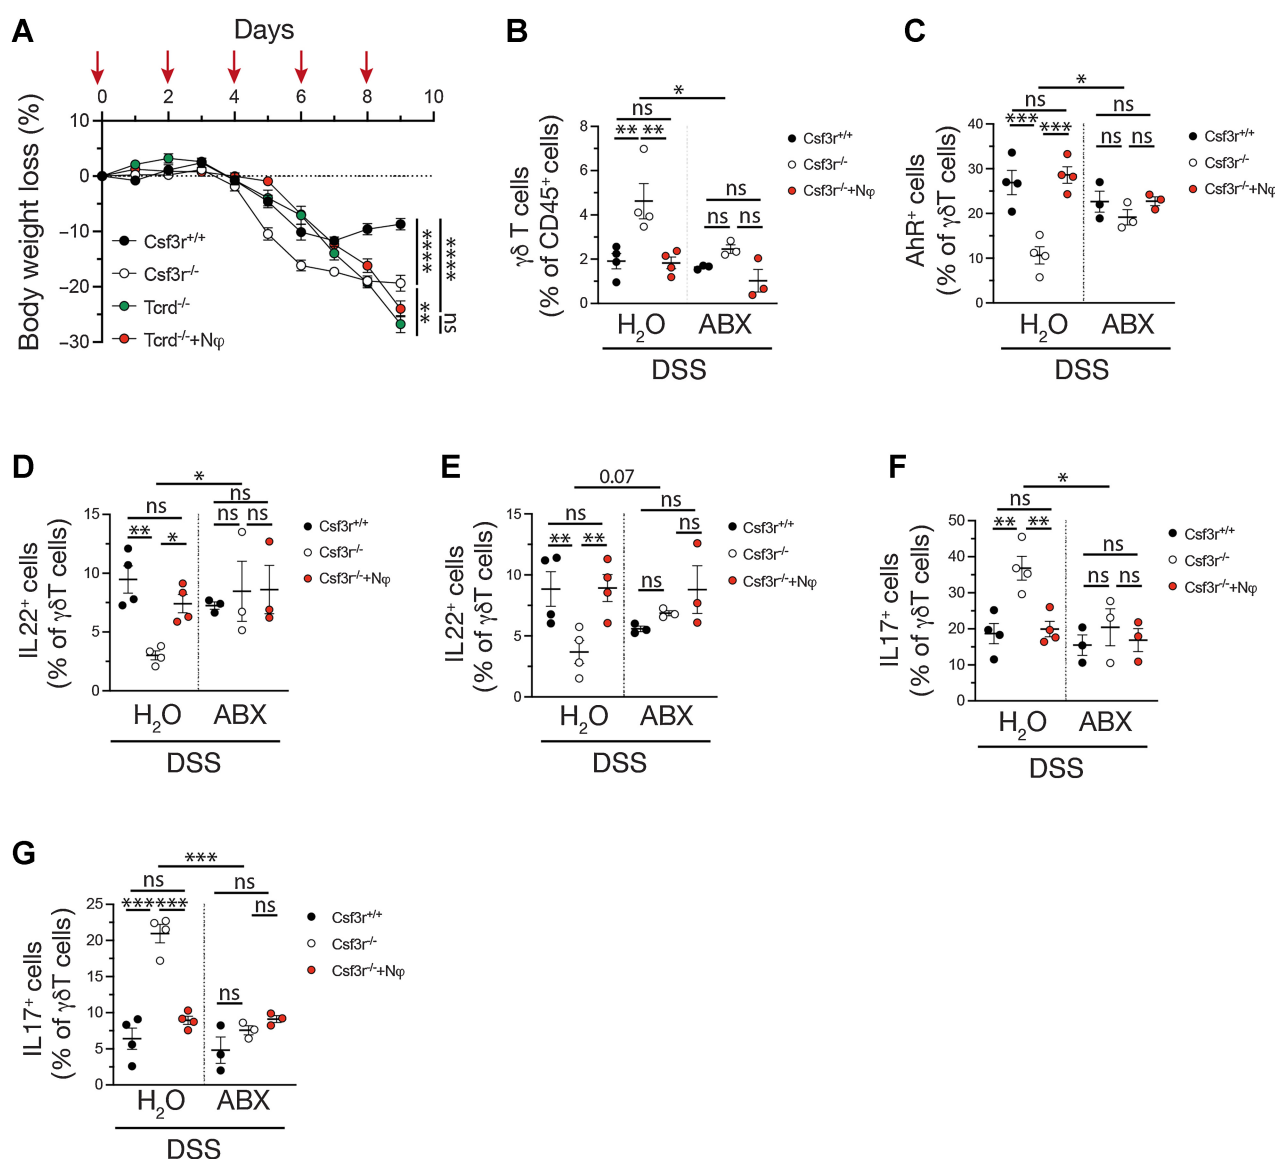 A
Days
0 2 4 6 8 10
Body weight loss (%)
10
0
−10
−20
−30
Csf3r+/+
Csf3r-/-
Tcrd-/-
Tcrd-/-+Nφ
****
****
**
ns
B
*
ns
** **
ns
ns ns
γδ T cells
(% of CD45+ cells)
8
6
4
2
0
H2O ABX
DSS
Csf3r+/+
Csf3r/-
Csf3r/-+Nφ
C
*
ns
*** ***
ns
ns ns
AhR+ cells
(% of γδT cells)
40
30
20
10
0
H2O ABX
DSS
Csf3r+/+
Csf3r/-
Csf3r/-+Nφ
D
*
ns
** *
ns
ns ns
IL22+ cells
(% of γδT cells)
15
10
5
0
H2O ABX
DSS
Csf3r+/+
Csf3r/-
Csf3r/-+Nφ
E
0.07
ns
** **
ns
ns
ns
IL22+ cells
(% of γδT cells)
15
10
5
0
H2O ABX
DSS
Csf3r+/+
Csf3r/-
Csf3r/-+Nφ
F
*
ns
** **
ns
ns ns
IL17+ cells
(% of γδT cells)
50
40
30
20
10
0
H2O ABX
DSS
Csf3r+/+
Csf3r/-
Csf3r/-+Nφ
G
***
ns
******
ns
ns
ns
IL17+ cells
(% of γδT cells)
25
20
15
10
5
0
H2O ABX
DSS
Csf3r+/+
Csf3r/-
Csf3r/-+Nφ